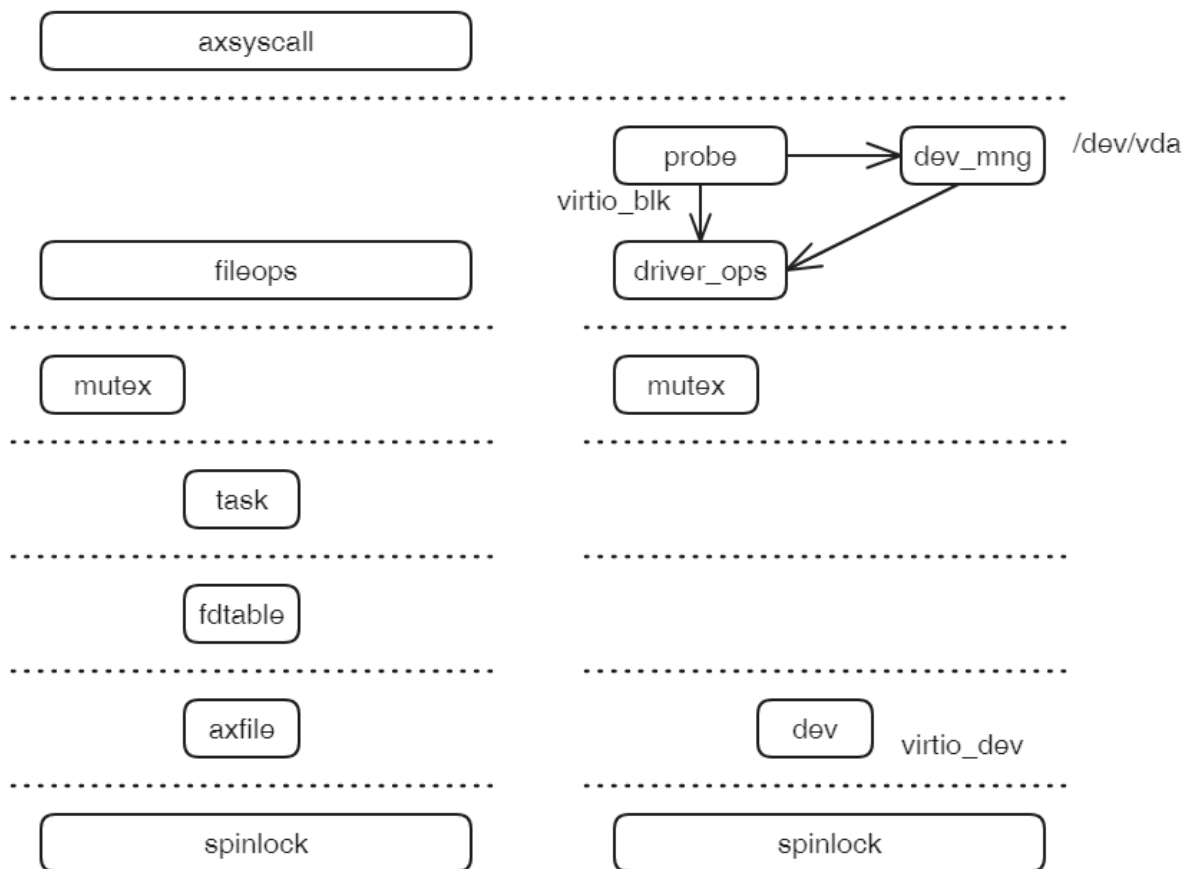 axsyscall
probe
dev_mng
/dev/vda
virtio_blk
fileops
driver_ops
mutex
mutex
task
fdtable
axfile
dev
virtio_dev
spinlock
spinlock